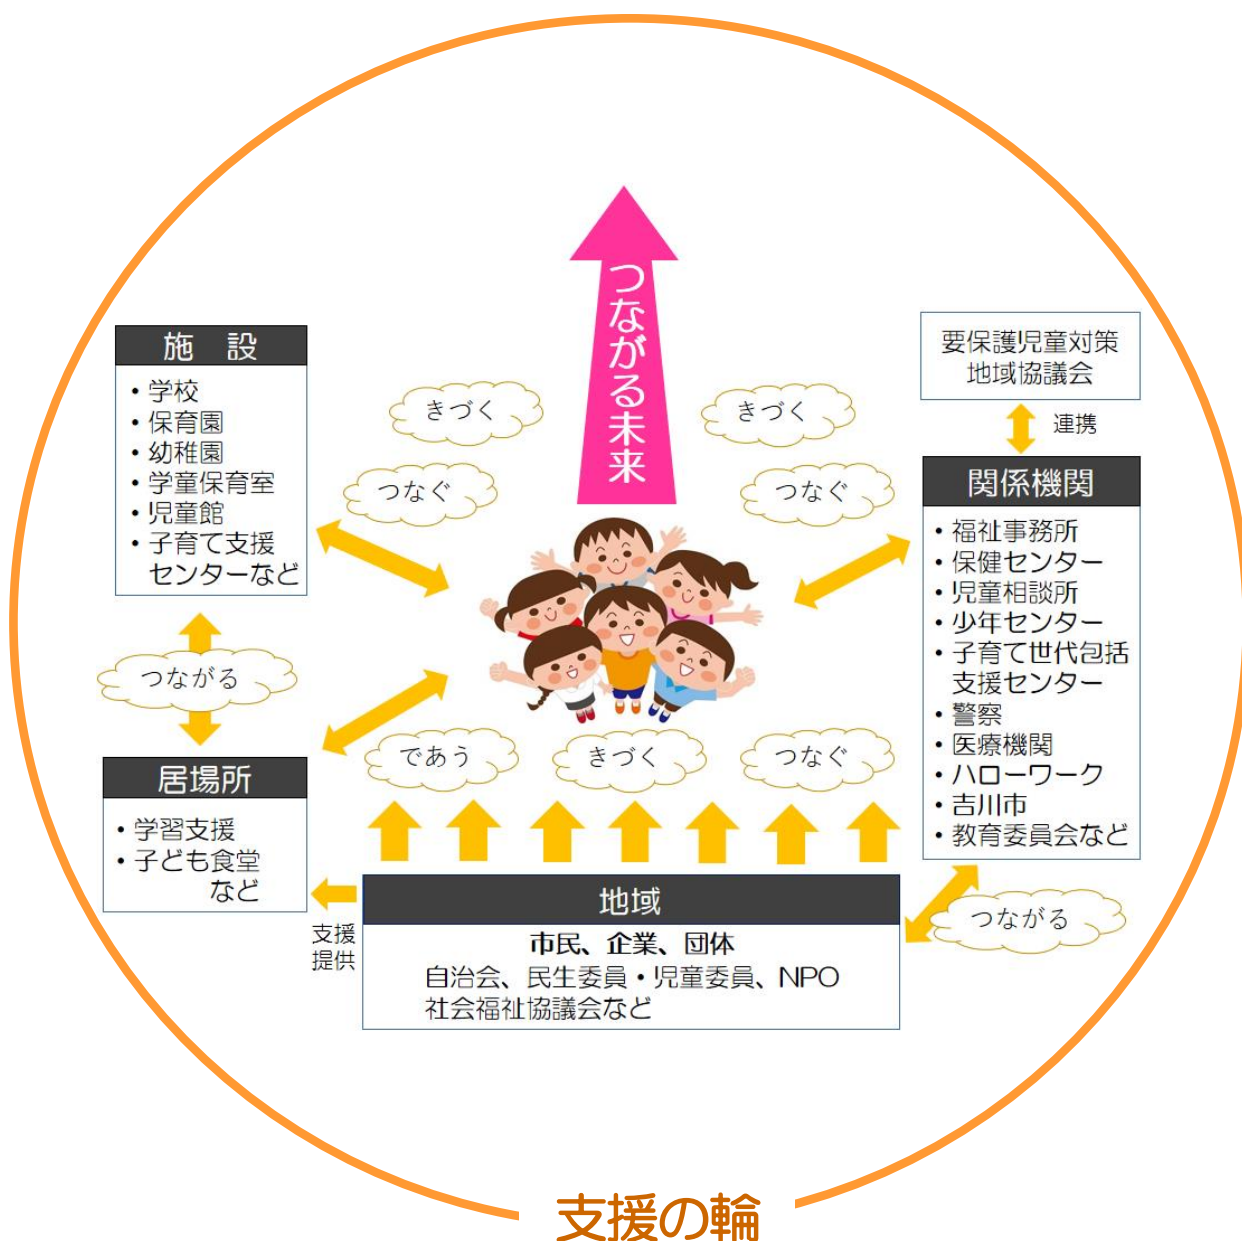 つながる未来
施　設
・学校
・保育園
・幼稚園
・学童保育室
・児童館
・子育て支援
センターなど
きづく
つなぐ
きづく
つなぐ
要保護児童対策
地域協議会
連携
関係機関
・福祉事務所
・保健センター
・児童相談所
・少年センター
・子育て世代包括
支援センター
・警察
・医療機関
・ハローワーク
・吉川市
・教育委員会など
つながる
居場所
・学習支援
・子ども食堂
など
であう
きづく
つなぐ
支援
提供
地域
市民、企業、団体
自治会、民生委員・児童委員、NPO
社会福祉協議会など
つながる
支援の輪